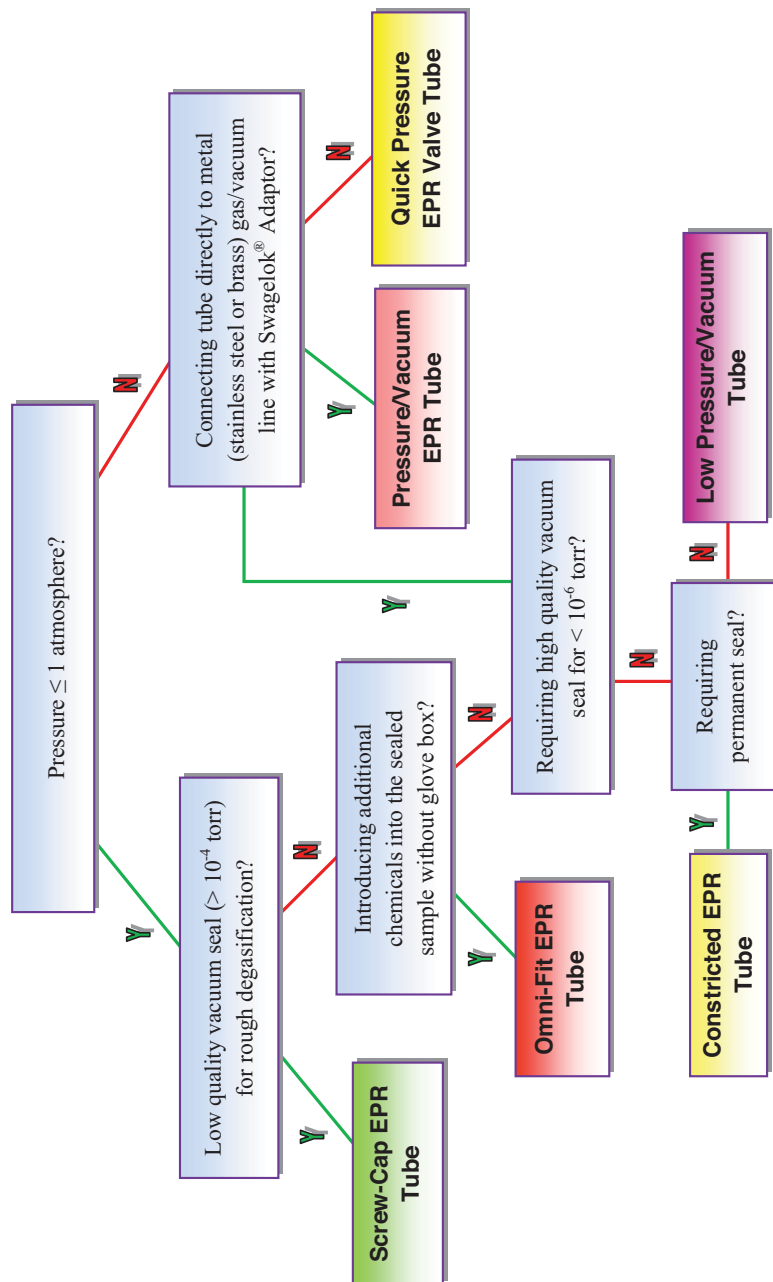 Pressure ≤ 1 atmosphere?
Y
N
Low quality vacuum seal (> 10⁻⁴ torr)
for rough degasification?
Connecting tube directly to metal
(stainless steel or brass) gas/vacuum
line with Swagelok® Adaptor?
Y
N
Y
Y
N
Screw-Cap EPR
Tube
Introducing additional
chemicals into the sealed
sample without glove box?
Pressure/Vacuum
EPR Tube
Quick Pressure
EPR Valve Tube
Y
N
Omni-Fit EPR
Tube
Requiring high quality vacuum
seal for < 10⁻⁶ torr?
N
Constricted EPR
Tube
Y
Requiring
permanent seal?
N
Low Pressure/Vacuum
Tube